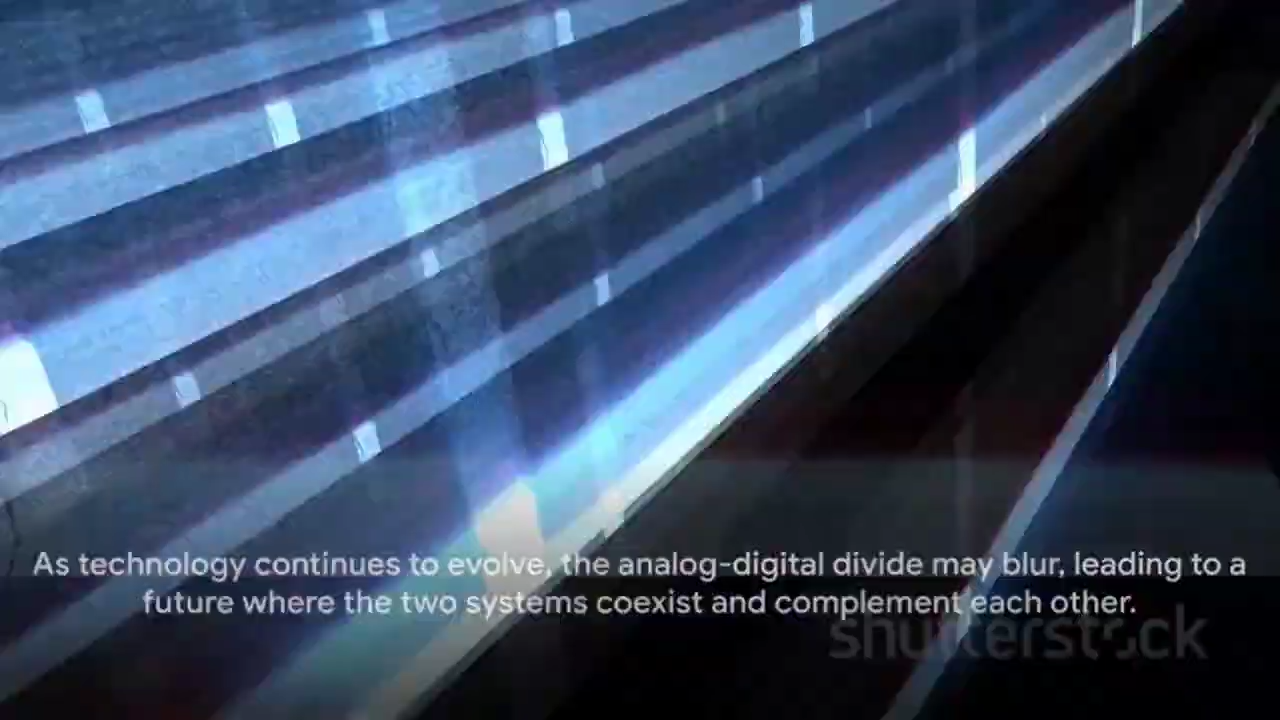 As technology continues to evolve, the analog-digital divide may blur, leading to a
future where the two systems coexist and complement each other.
shutterstock